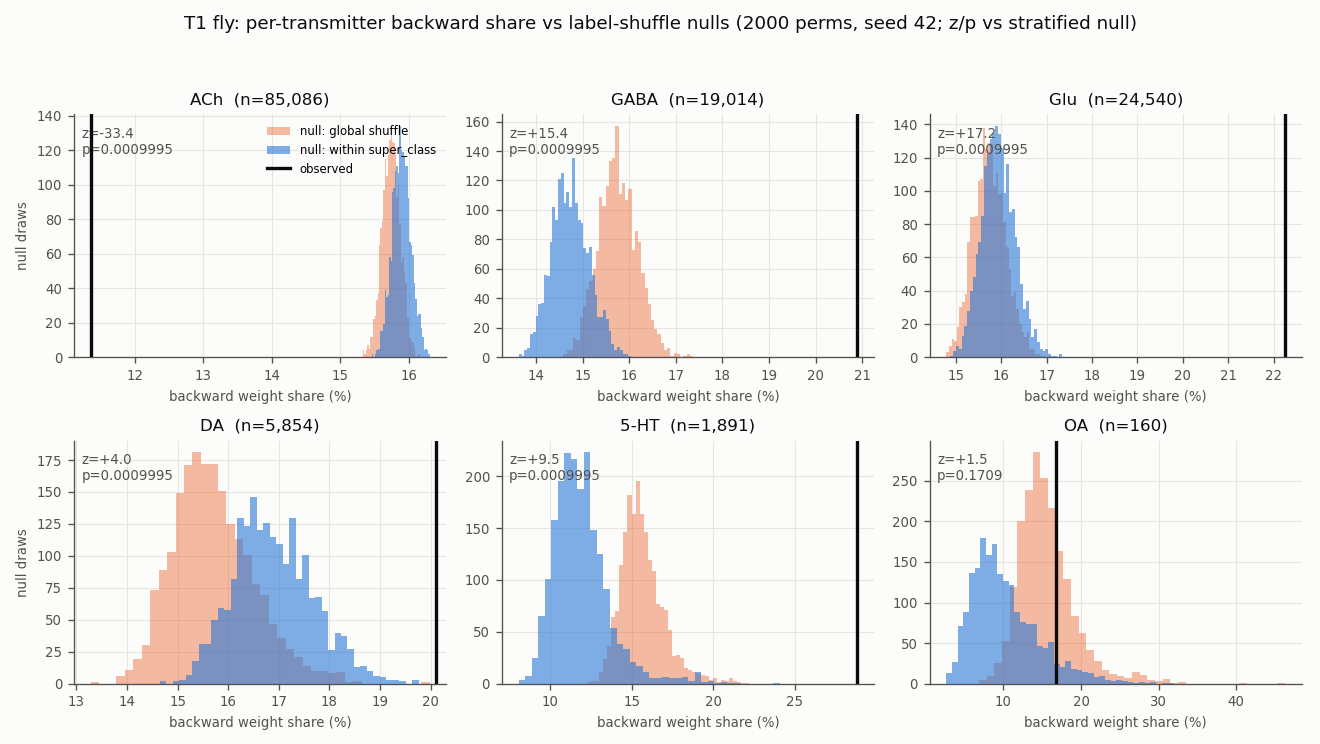 T1 fly: per-transmitter backward share vs label-shuffle nulls (2000 perms, seed 42; z/p vs stratified null)
ACh (n=85,086)
z=-33.4
p=0.0009995
null: global shuffle
null: within super_class
observed
null draws
0
20
40
60
80
100
120
140
12
13
14
15
16
backward weight share (%)
GABA (n=19,014)
z=+15.4
p=0.0009995
0
20
40
60
80
100
120
140
160
14
15
16
17
18
19
20
21
backward weight share (%)
Glu (n=24,540)
z=+17.2
p=0.0009995
0
20
40
60
80
100
120
140
15
16
17
18
19
20
21
22
backward weight share (%)
DA (n=5,854)
z=+4.0
p=0.0009995
null draws
0
25
50
75
100
125
150
175
13
14
15
16
17
18
19
20
backward weight share (%)
5-HT (n=1,891)
z=+9.5
p=0.0009995
0
50
100
150
200
10
15
20
25
backward weight share (%)
OA (n=160)
z=+1.5
p=0.1709
0
50
100
150
200
250
10
20
30
40
backward weight share (%)